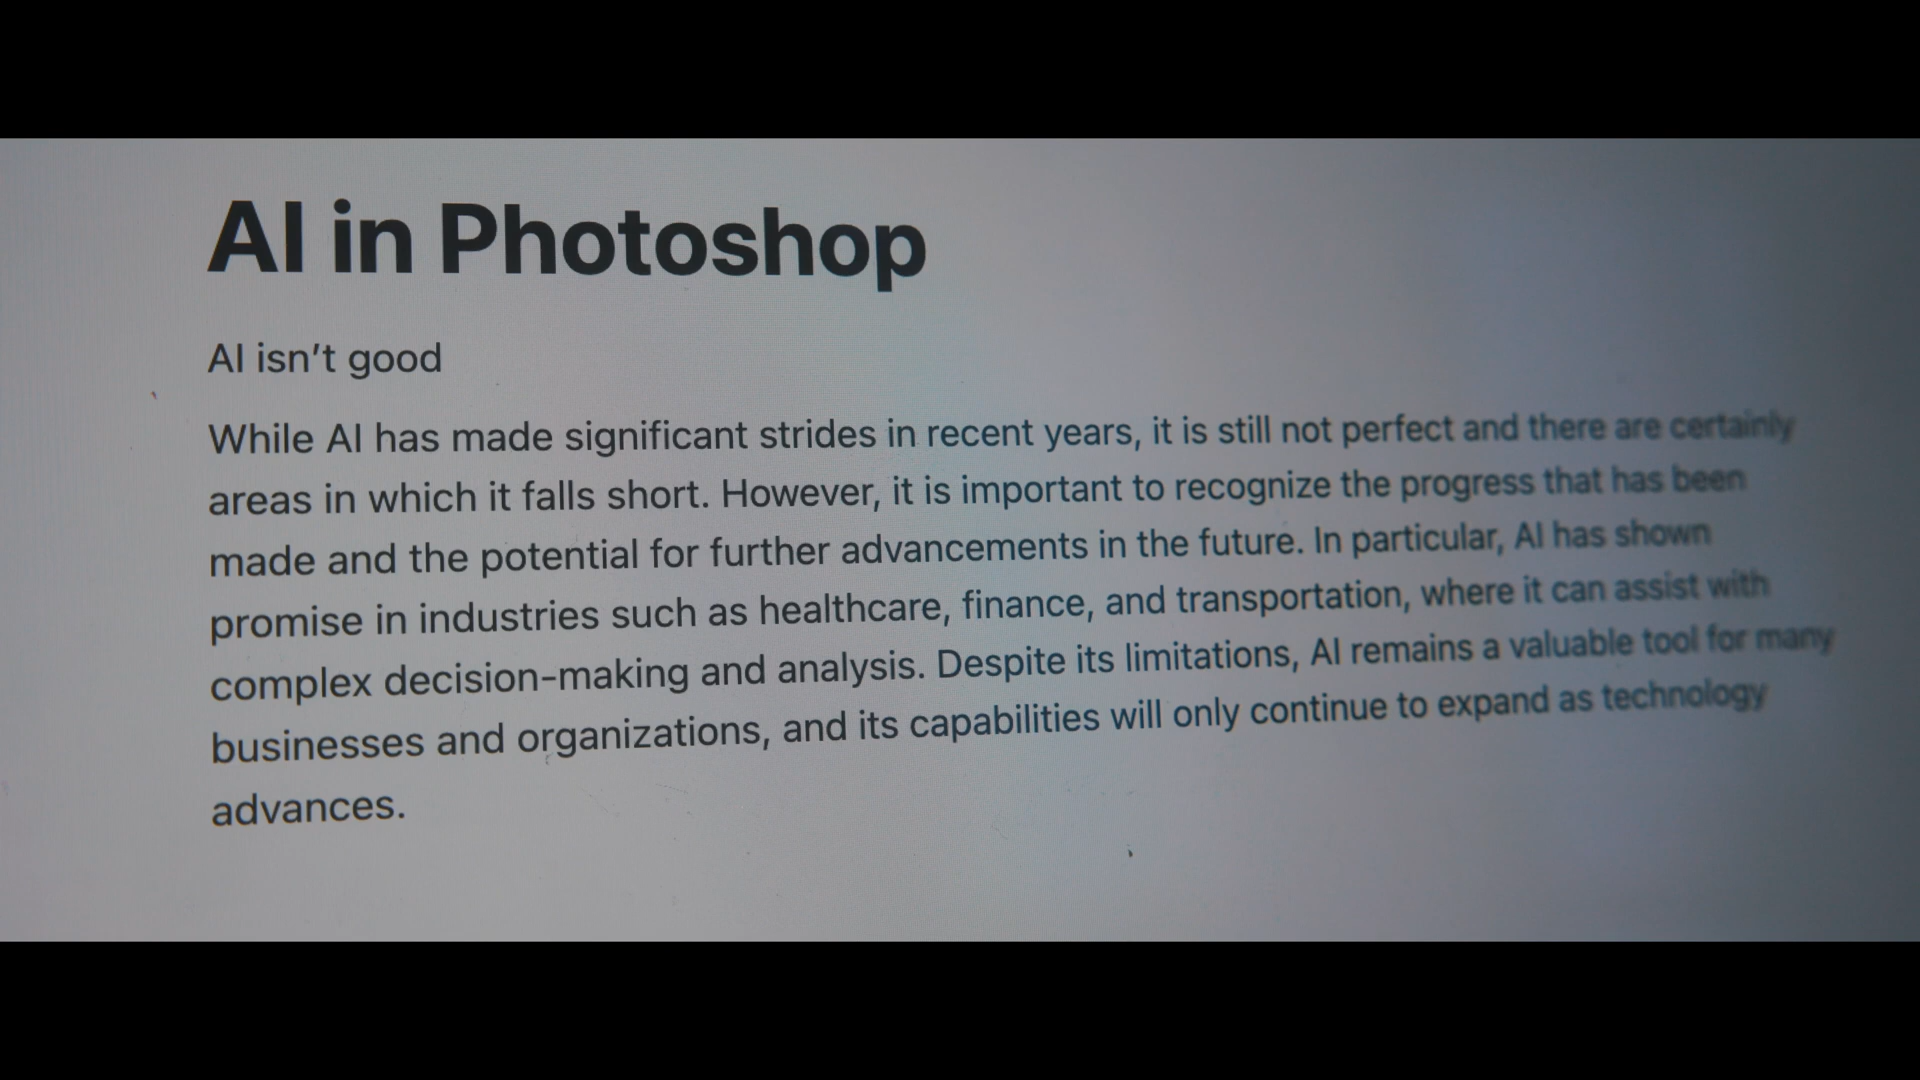 AI in Photoshop
AI isn’t good
While AI has made significant strides in recent years, it is still not perfect and there are certainly
areas in which it falls short. However, it is important to recognize the progress that has been
made and the potential for further advancements in the future. In particular, AI has shown
promise in industries such as healthcare, finance, and transportation, where it can assist with
complex decision-making and analysis. Despite its limitations, AI remains a valuable tool for many
businesses and organizations, and its capabilities will only continue to expand as technology
advances.